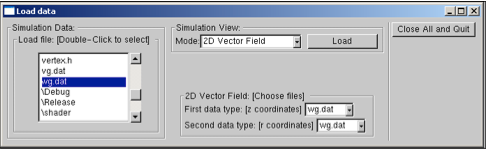 Load data
Simulation Data:
Load file: [Double-Click to select]
vertex.h
vg.dat
wg.dat
\Debug
\Release
\shader
Simulation View:
Mode: 2D Vector Field
Load
2D Vector Field: [Choose files]
First data type: [z coordinates] wg.dat
Second data type: [r coordinates] wg.dat
Close All and Quit